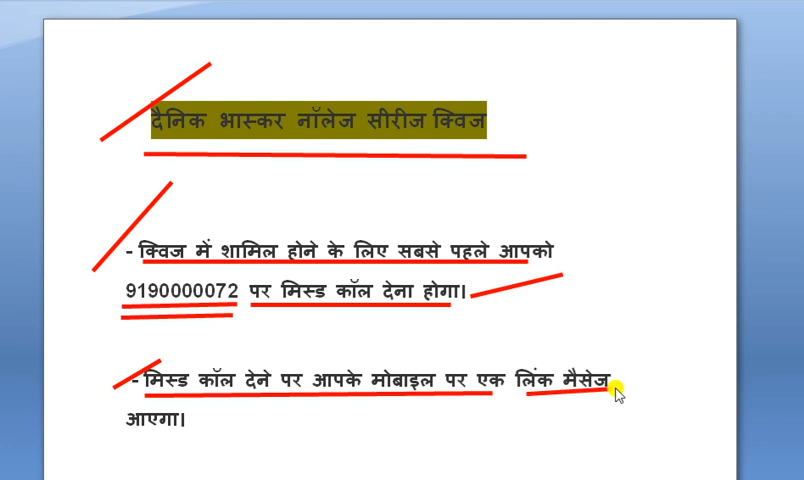 दैनिक भास्कर नॉलेज सीरीज क्विज
- क्विज में शामिल होने के लिए सबसे पहले आपको
9190000072 पर मिस्ड कॉल देना होगा।
- मिस्ड कॉल देने पर आपके मोबाइल पर एक लिंक मैसेज
आएगा।